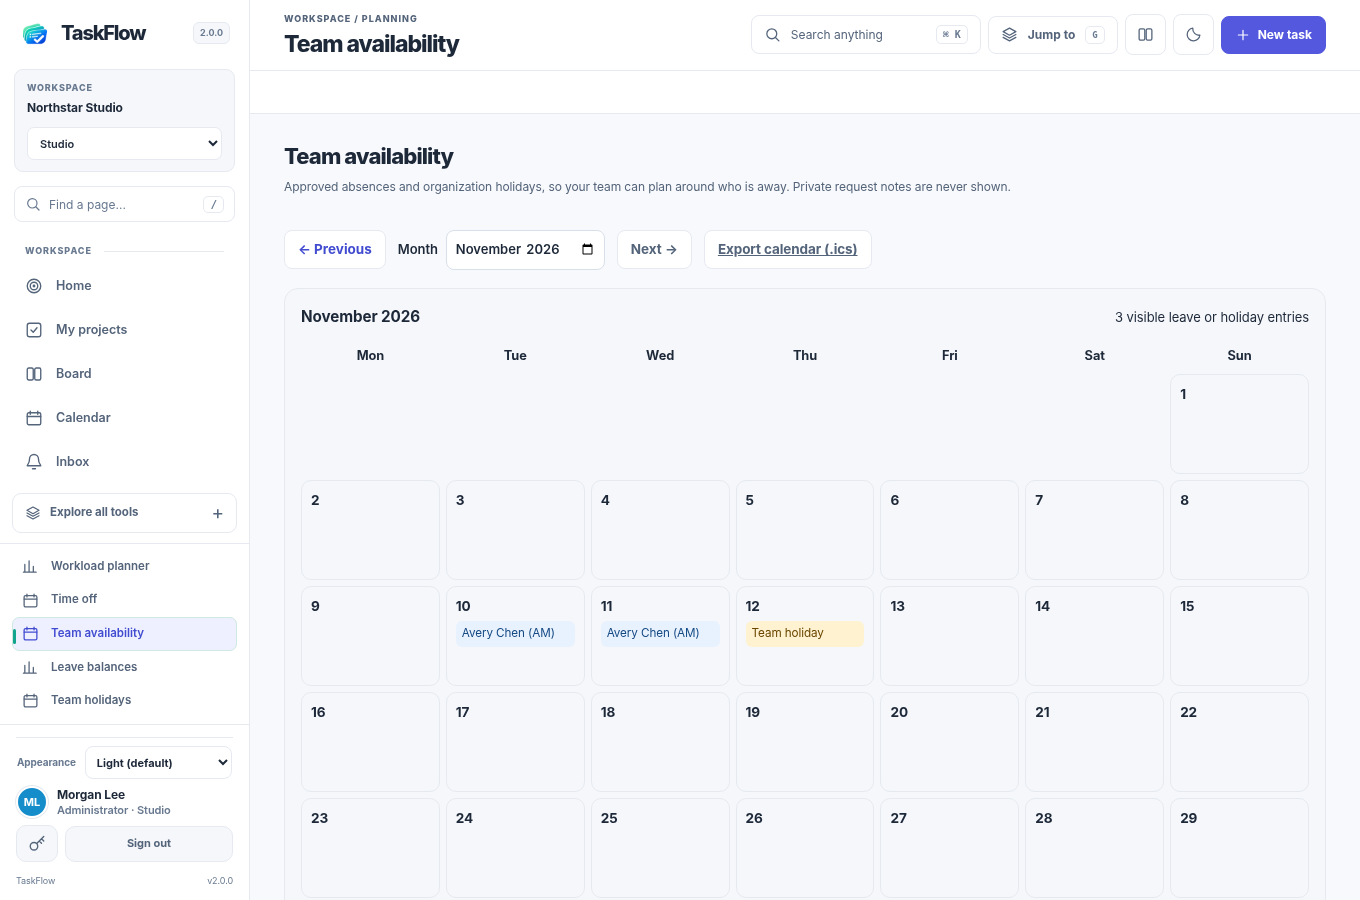 TaskFlow
2.0.0
WORKSPACE
Northstar Studio
Studio
Find a page...
/
WORKSPACE
Home
My projects
Board
Calendar
Inbox
Explore all tools
+
Workload planner
Time off
Team availability
Leave balances
Team holidays
Appearance
Light (default)
ML
Morgan Lee
Administrator · Studio
Sign out
TaskFlow
v2.0.0
WORKSPACE / PLANNING
Team availability
Search anything
⌘ K
Jump to
G
New task
Team availability
Approved absences and organization holidays, so your team can plan around who is away. Private request notes are never shown.
← Previous
Month
November 2026
Next →
Export calendar (.ics)
November 2026
3 visible leave or holiday entries
Mon Tue Wed Thu Fri Sat Sun
1
2 3 4 5 6 7 8
9 10 11 12 13 14 15
Avery Chen (AM) Avery Chen (AM) Team holiday
16 17 18 19 20 21 22
23 24 25 26 27 28 29